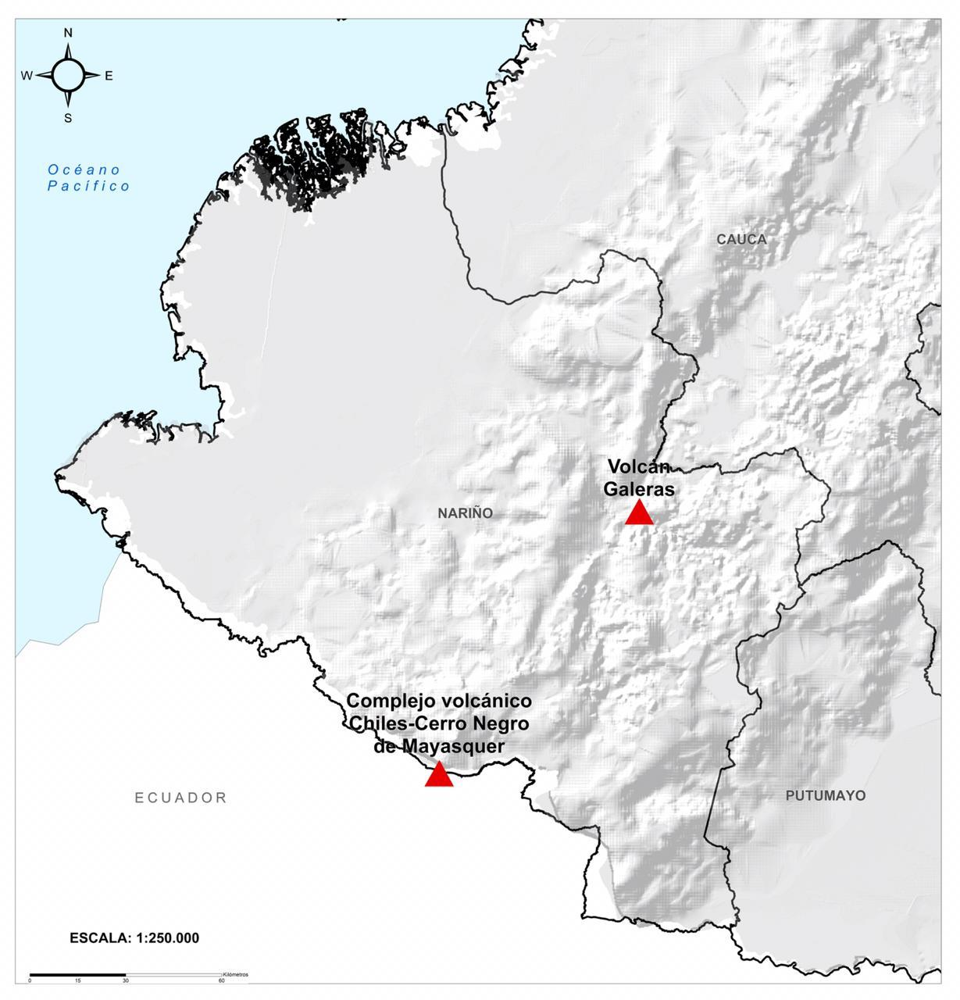 N
W
E
S
Océano
Pacífico
CAUCA
Volcán
Galeras
NARIÑO
Complejo volcánico
Chiles-Cerro Negro
de Mayasquer
ECUADOR
PUTUMAYO
ESCALA: 1:250.000
Kilómetros
0 15 30 60